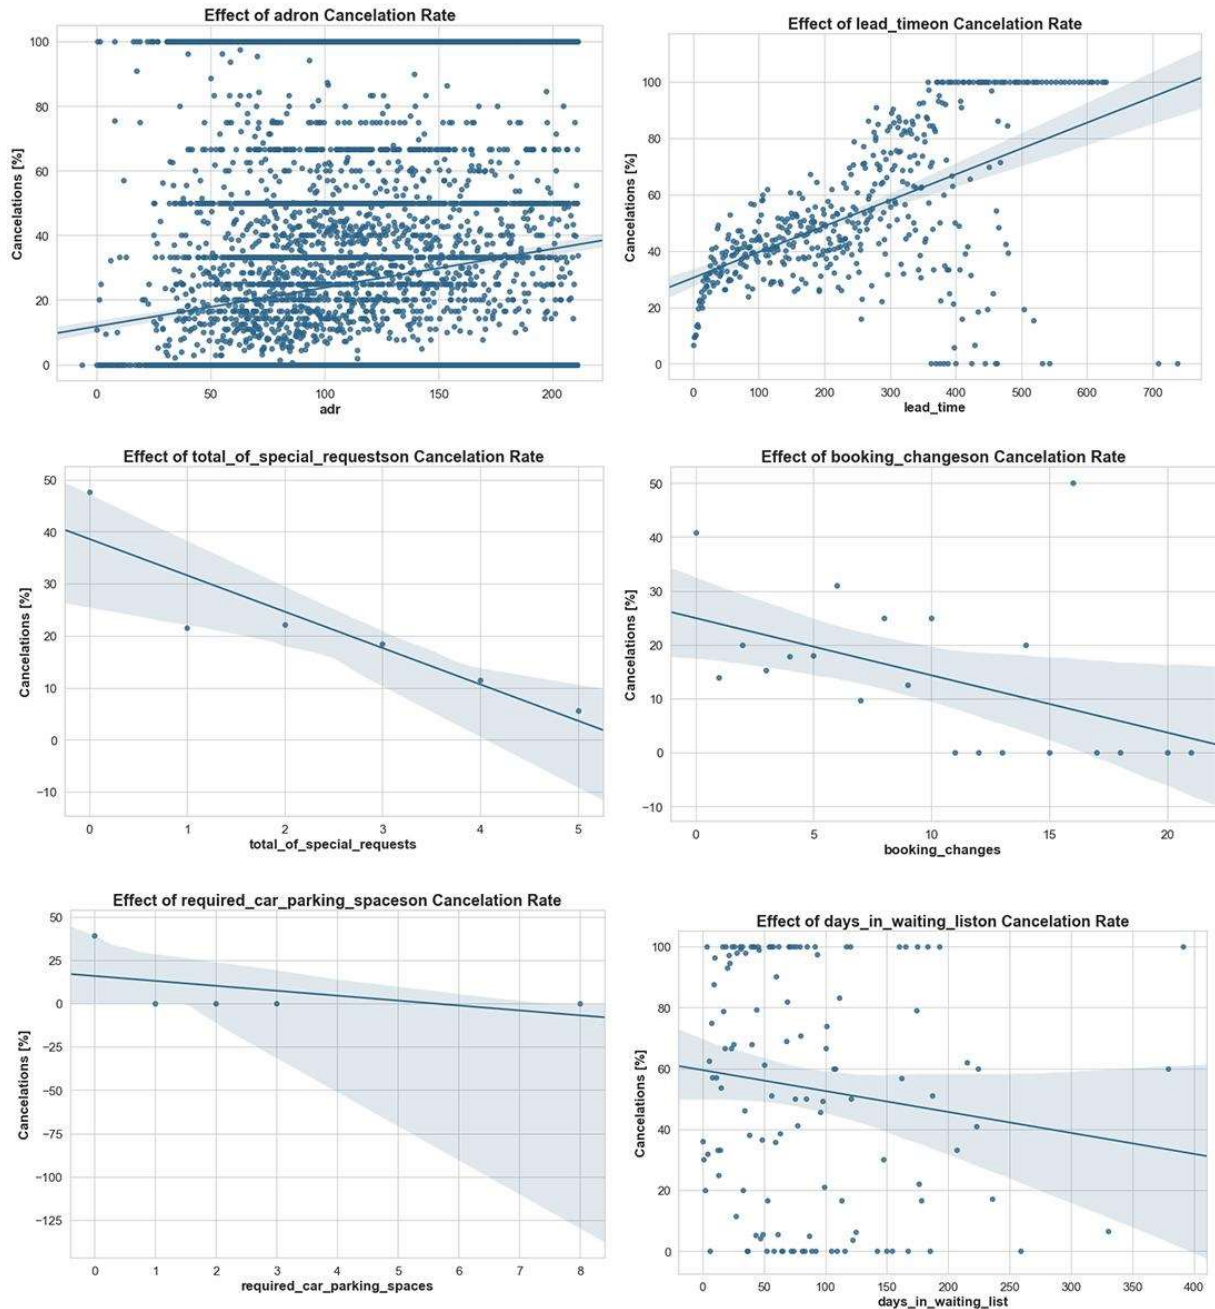 Effect of adron Cancelation Rate
Cancelations [%]
100
80
60
40
20
0
0 50 100 150 200
adr
Effect of lead_timeon Cancelation Rate
Cancelations [%]
100
80
60
40
20
0
0 100 200 300 400 500 600 700
lead_time
Effect of total_of_special_requestson Cancelation Rate
Cancelations [%]
50
40
30
20
10
0
−10
0 1 2 3 4 5
total_of_special_requests
Effect of booking_changeson Cancelation Rate
Cancelations [%]
50
40
30
20
10
0
−10
0 5 10 15 20
booking_changes
Effect of required_car_parking_spaceson Cancelation Rate
Cancelations [%]
50
25
0
−25
−50
−75
−100
−125
0 1 2 3 4 5 6 7 8
required_car_parking_spaces
Effect of days_in_waiting_liston Cancelation Rate
Cancelations [%]
100
80
60
40
20
0
0 50 100 150 200 250 300 350 400
days_in_waiting_list